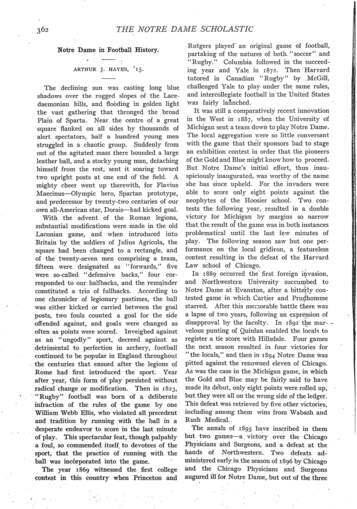 362
THE NOTRE DAME SCHOLASTIC
Notre Dame in Football History.
ARTHUR J. HAYES, '15.
The declining sun was casting long blue
shadows over the rugged slopes of the Lace-
daemonian hills, and flooding in golden light
the vast gathering that thronged the broad
Plain of Sparta. Near the centre of a great
square flanked on all sides by thousands of
alert spectators, half a hundred young men
struggled in a chaotic group. Suddenly from
out of the agitated mass there bounded a large
leather ball, and a stocky young man, detaching
himself from the rest, sent it soaring toward
two upright posts at one end of the field. A
mighty cheer went up therewith, for Flavius
Maecinus—Olympic hero, Spartan prototype,
and predecessor by twenty-two centuries of our
own all-American star, Dorais—had kicked goal.
With the advent of the Roman legions,
substantial modifications were made in the old
Laconian game, and when introduced into
Britain by the soldiers of Julius Agricola, the
square had been changed to a rectangle, and
of the twenty-seven men comprising a team,
fifteen were designated as "forwards," five
were so-called "defensive backs," four cor-
responded to our halfbacks, and the remainder
constituted a trio of fullbacks. According to
one chronicler of legionary pastimes, the ball
was either kicked or carried between the goal
posts, two fouls counted a goal for the side
offended against, and goals were changed as
often as points were scored. Inveighed against
as an "ungodly" sport, decreed against as
detrimental to perfection in archery, football
continued to be popular in England throughout
the centuries that ensued after the legions of
Rome had first introduced the sport. Year
after year, this form of play persisted without
radical change or modification. Then in 1823,
"Rugby" football was born of a deliberate
infraction of the rules of the game by one
William Webb Ellis, who violated all precedent
and tradition by running with the ball in a
desperate endeavor to score in the last minute
of play. This spectacular feat, though palpably
a foul, so commended itself to devotees of the
sport, that the practice of running with the
ball was incorporated into the game.
The year 1869 witnessed the first college
contest in this country when Princeton and
Rutgers played an original game of football,
partaking of the natures of both "soccer" and
"Rugby." Columbia followed in the succeed-
ing year and Yale in 1872. Then Harvard
tutored in Canadian "Rugby" by McGill,
challenged Yale to play under the same rules,
and intercollegiate football in the United States
was fairly launched.
It was still a comparatively recent innovation
in the West in 1887, when the University of
Michigan sent a team down to play Notre Dame.
The local aggregation were so little conversant
with the game that their sponsors had to stage
an exhibition contest in order that the pioneers
of the Gold and Blue might know how to proceed.
But Notre Dame's initial effort, thus inau-
spiciously inaugurated, was worthy of the name
she has since upheld. For the invaders were
able to score only eight points against the
neophytes of the Hoosier school. Two con-
tests the following year, resulted in a double
victory for Michigan by margins so narrow
that the result of the game was in both instances
problematical until the last few minutes of
play. The following season saw but one per-
formance on the local gridiron, a featureless
contest resulting in the defeat of the Harvard
Law school of Chicago.
In 1889 occurred the first foreign invasion,
and Northwestern University succumbed to
Notre Dame at Evanston, after a bitterly con-
tested game in which Cartier and Prudhomme
starred. After this memorable battle there was
a lapse of two years, following an expression of
disapproval by the faculty. In 1892 the mar-
velous punting of Quinlan enabled the locals to
register a tie score with Hillsdale. Four games
the next season resulted in four victories for
"the locals," and then in 1894 Notre Dame was
pitted against the renowned eleven of Chicago.
As was the case in the Michigan game, in which
the Gold and Blue may be fairly said to have
made its début, only eight points were rolled up,
but they were all on the wrong side of the ledger.
This defeat was retrieved by five other victories,
including among them wins from Wabash and
Rush Medical.
The annals of 1895 have inscribed in them
but two games—a victory over the Chicago
Physicians and Surgeons, and a defeat at the
hands of Northwestern. Two defeats ad-
ministered early in the season of 1896 by Chicago
and the Chicago Physicians and Surgeons
augured ill for Notre Dame, but out of the three